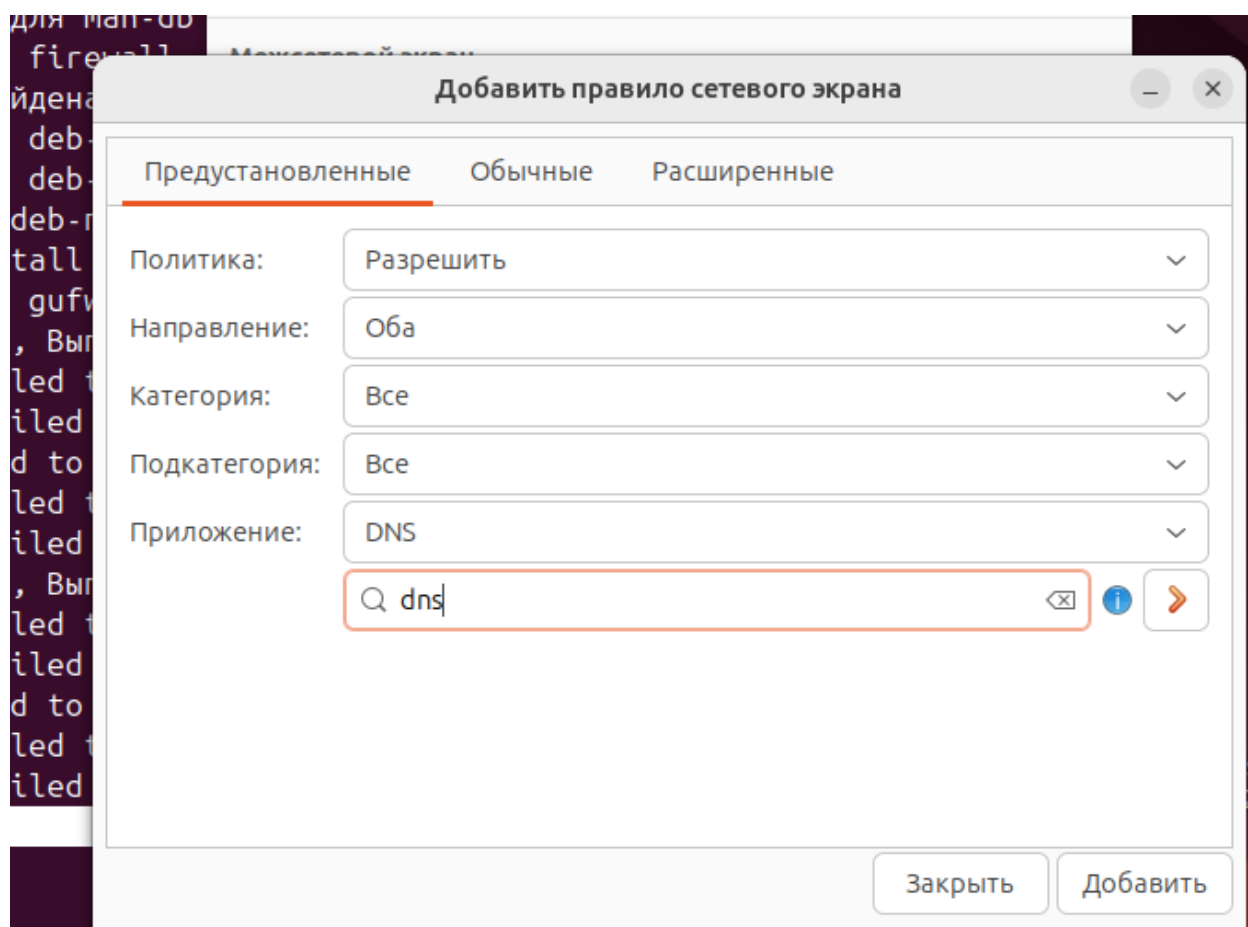 для man-db
firewall
Межсетевой экран
йдена
Добавить правило сетевого экрана
deb-
Предустановленные Обычные Расширенные
deb-
deb-
tall
Политика: Разрешить
gufw
Направление: Оба
, Вып
led t
Категория: Все
iled
d to
Подкатегория: Все
led t
iled
Приложение: DNS
, Вып
dns
led t
iled
d to
led t
iled
Закрыть Добавить